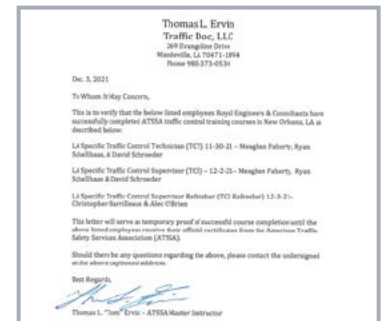 Thomas L. Ervin
Traffic Doc, LLC
269 Evangeline Drive
Mandeville, LA 70471-1894
Phone 985-373-0534
Dec. 3, 2021
To Whom It May Concern,
This is to verify that the below listed employees Royal Engineers & Consultants have
successfully completed ATSSA traffic control training courses in New Orleans, LA as
described below:
LA Specific Traffic Control Technician (TCT) 11-30-21 – Meaghan Faherty, Ryan
Schellhaas, & David Schroeder
LA Specific Traffic Control Supervisor (TCS) – 12-2-21– Meaghan Faherty, Ryan
Schellhaas & David Schroeder
LA Specific Traffic Control Supervisor Refresher (TCS Refresher) 12-3-21–
Christopher Barrilleaux & Alec O'Brien
This letter will serve as temporary proof of successful course completion until the
above listed employees receive their official certificates from the American Traffic
Safety Services Association (ATSSA).
Should there be any questions regarding the above, please contact the undersigned
at the above captioned address.
Best Regards,
Thomas L. "Tom" Ervin – ATSSA Master Instructor